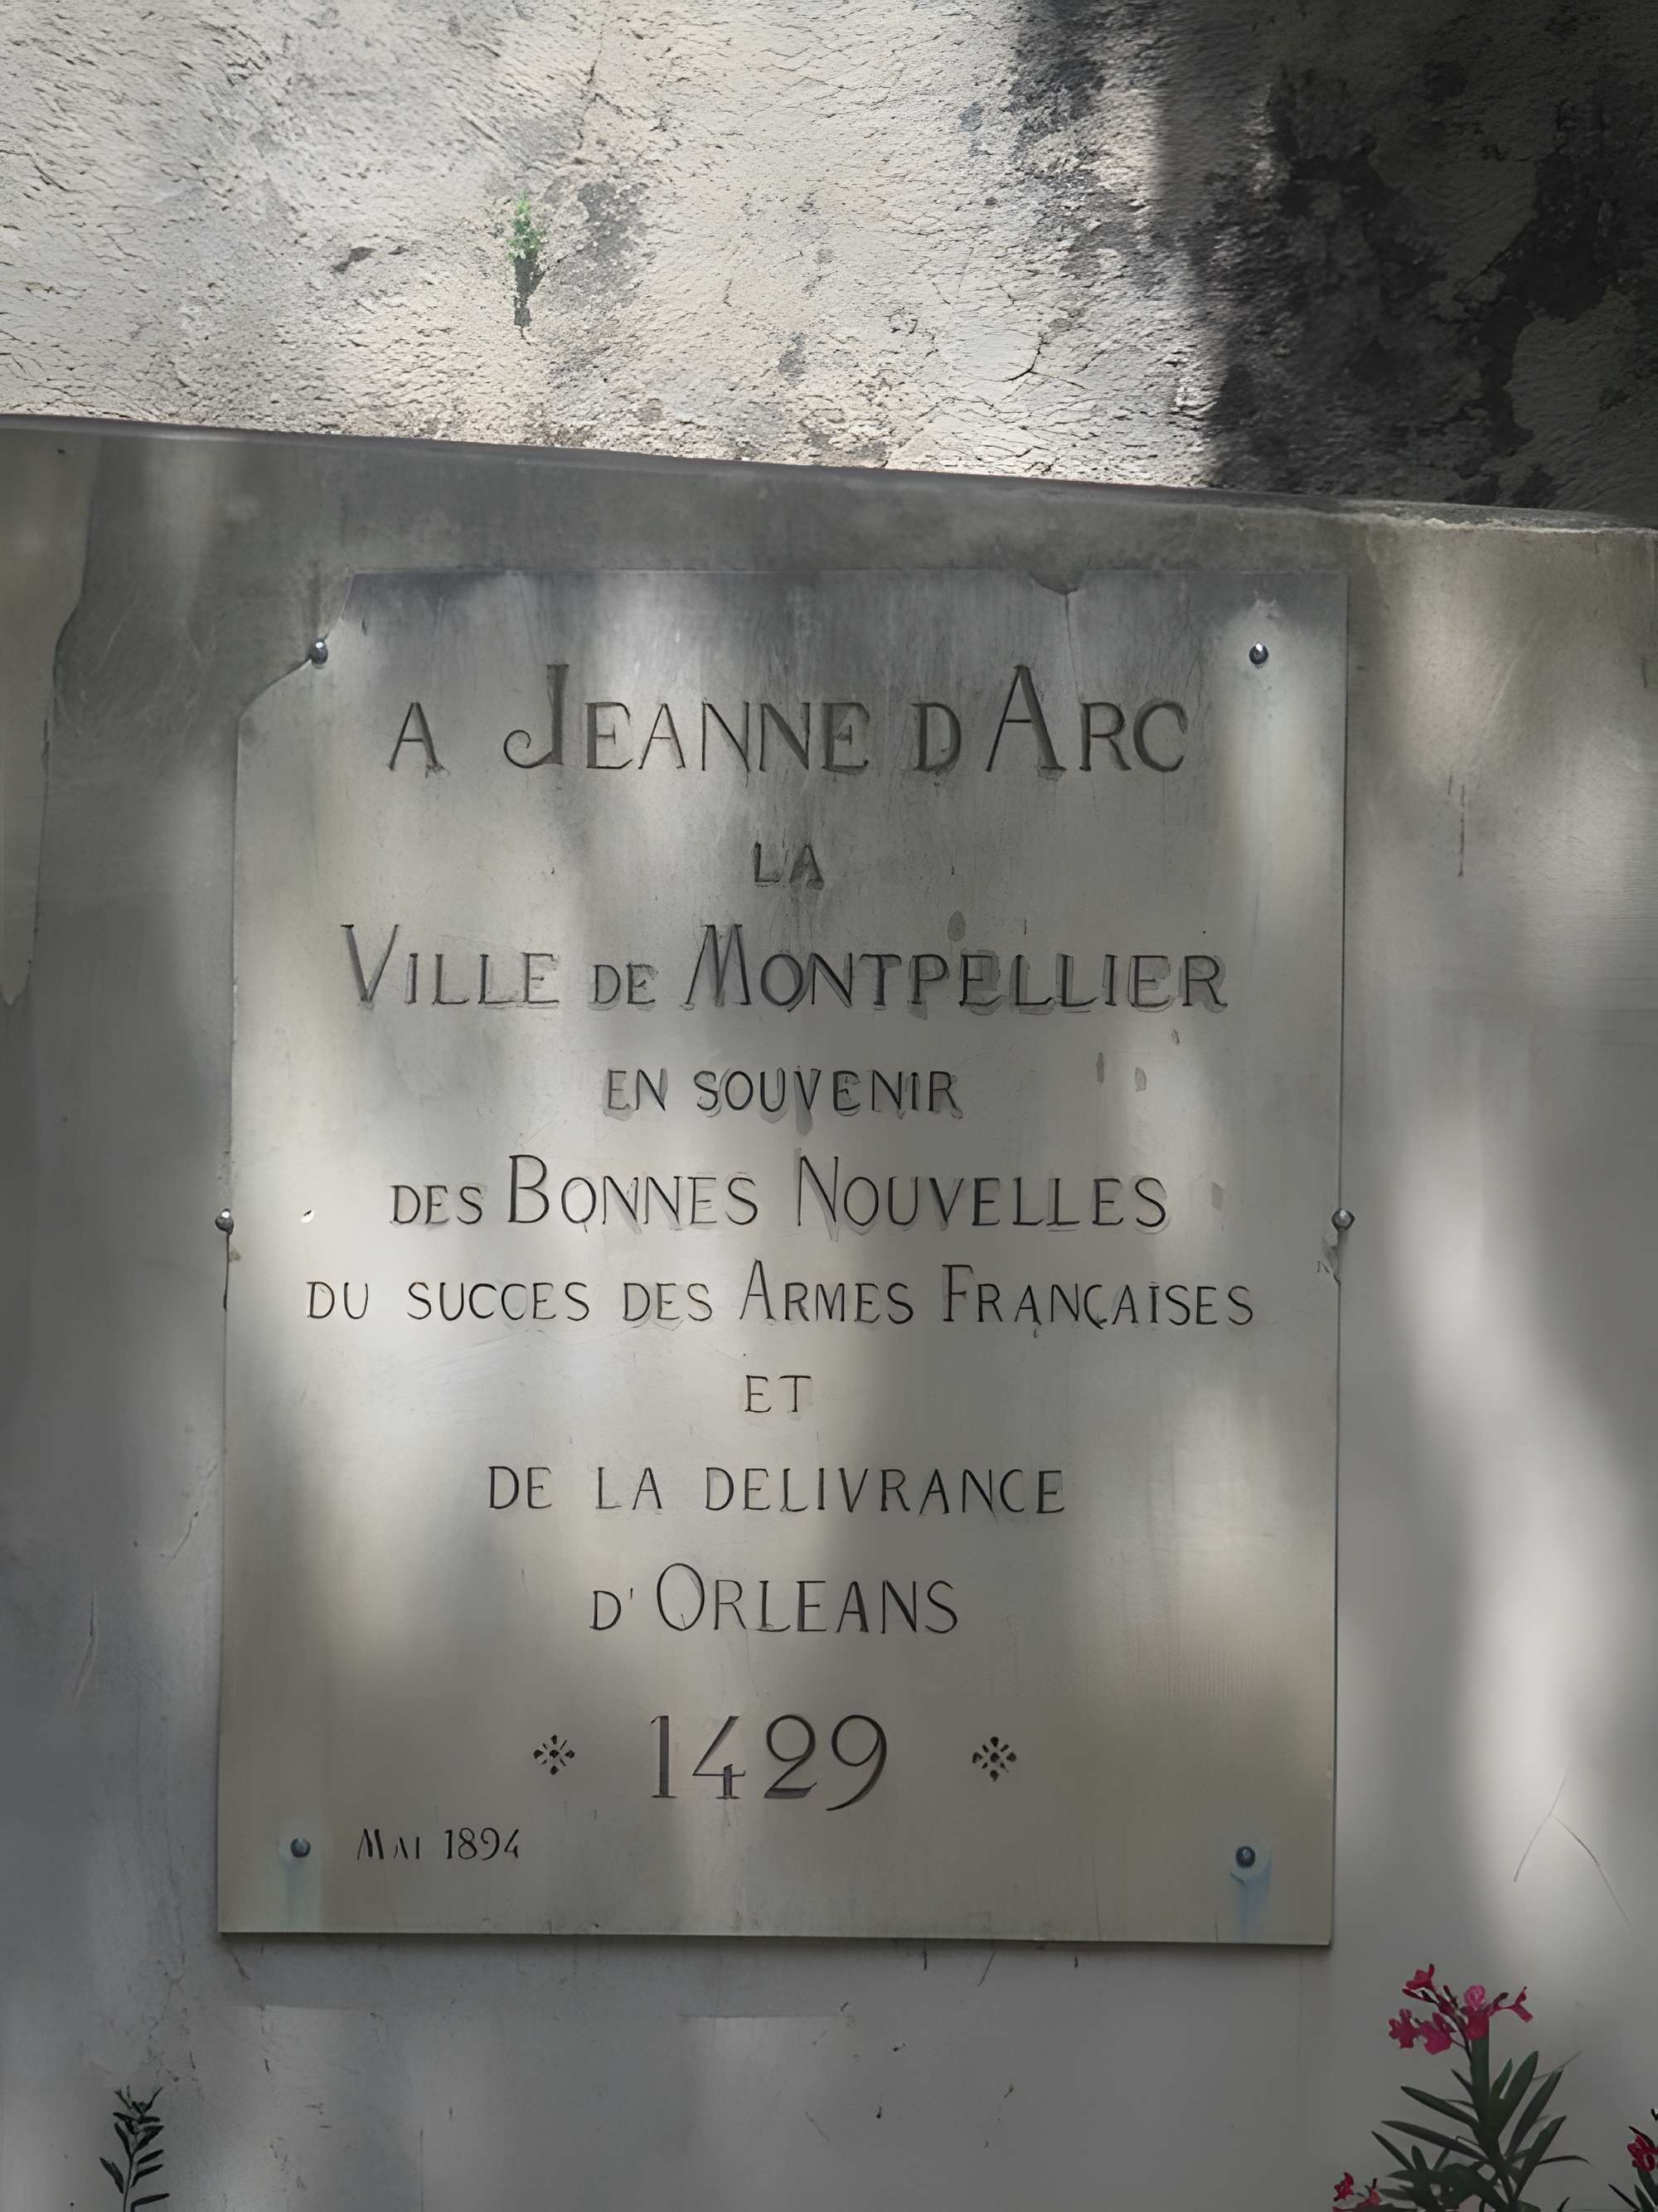 A JEANNE D ARC
LA
VILLE DE MONTPELLIER
EN SOUVENIR
DES BONNES NOUVELLES
DU SUCCES DES ARMES FRANÇAISES
ET
DE LA DELIVRANCE
D' ORLEANS
1429
MAI 1894